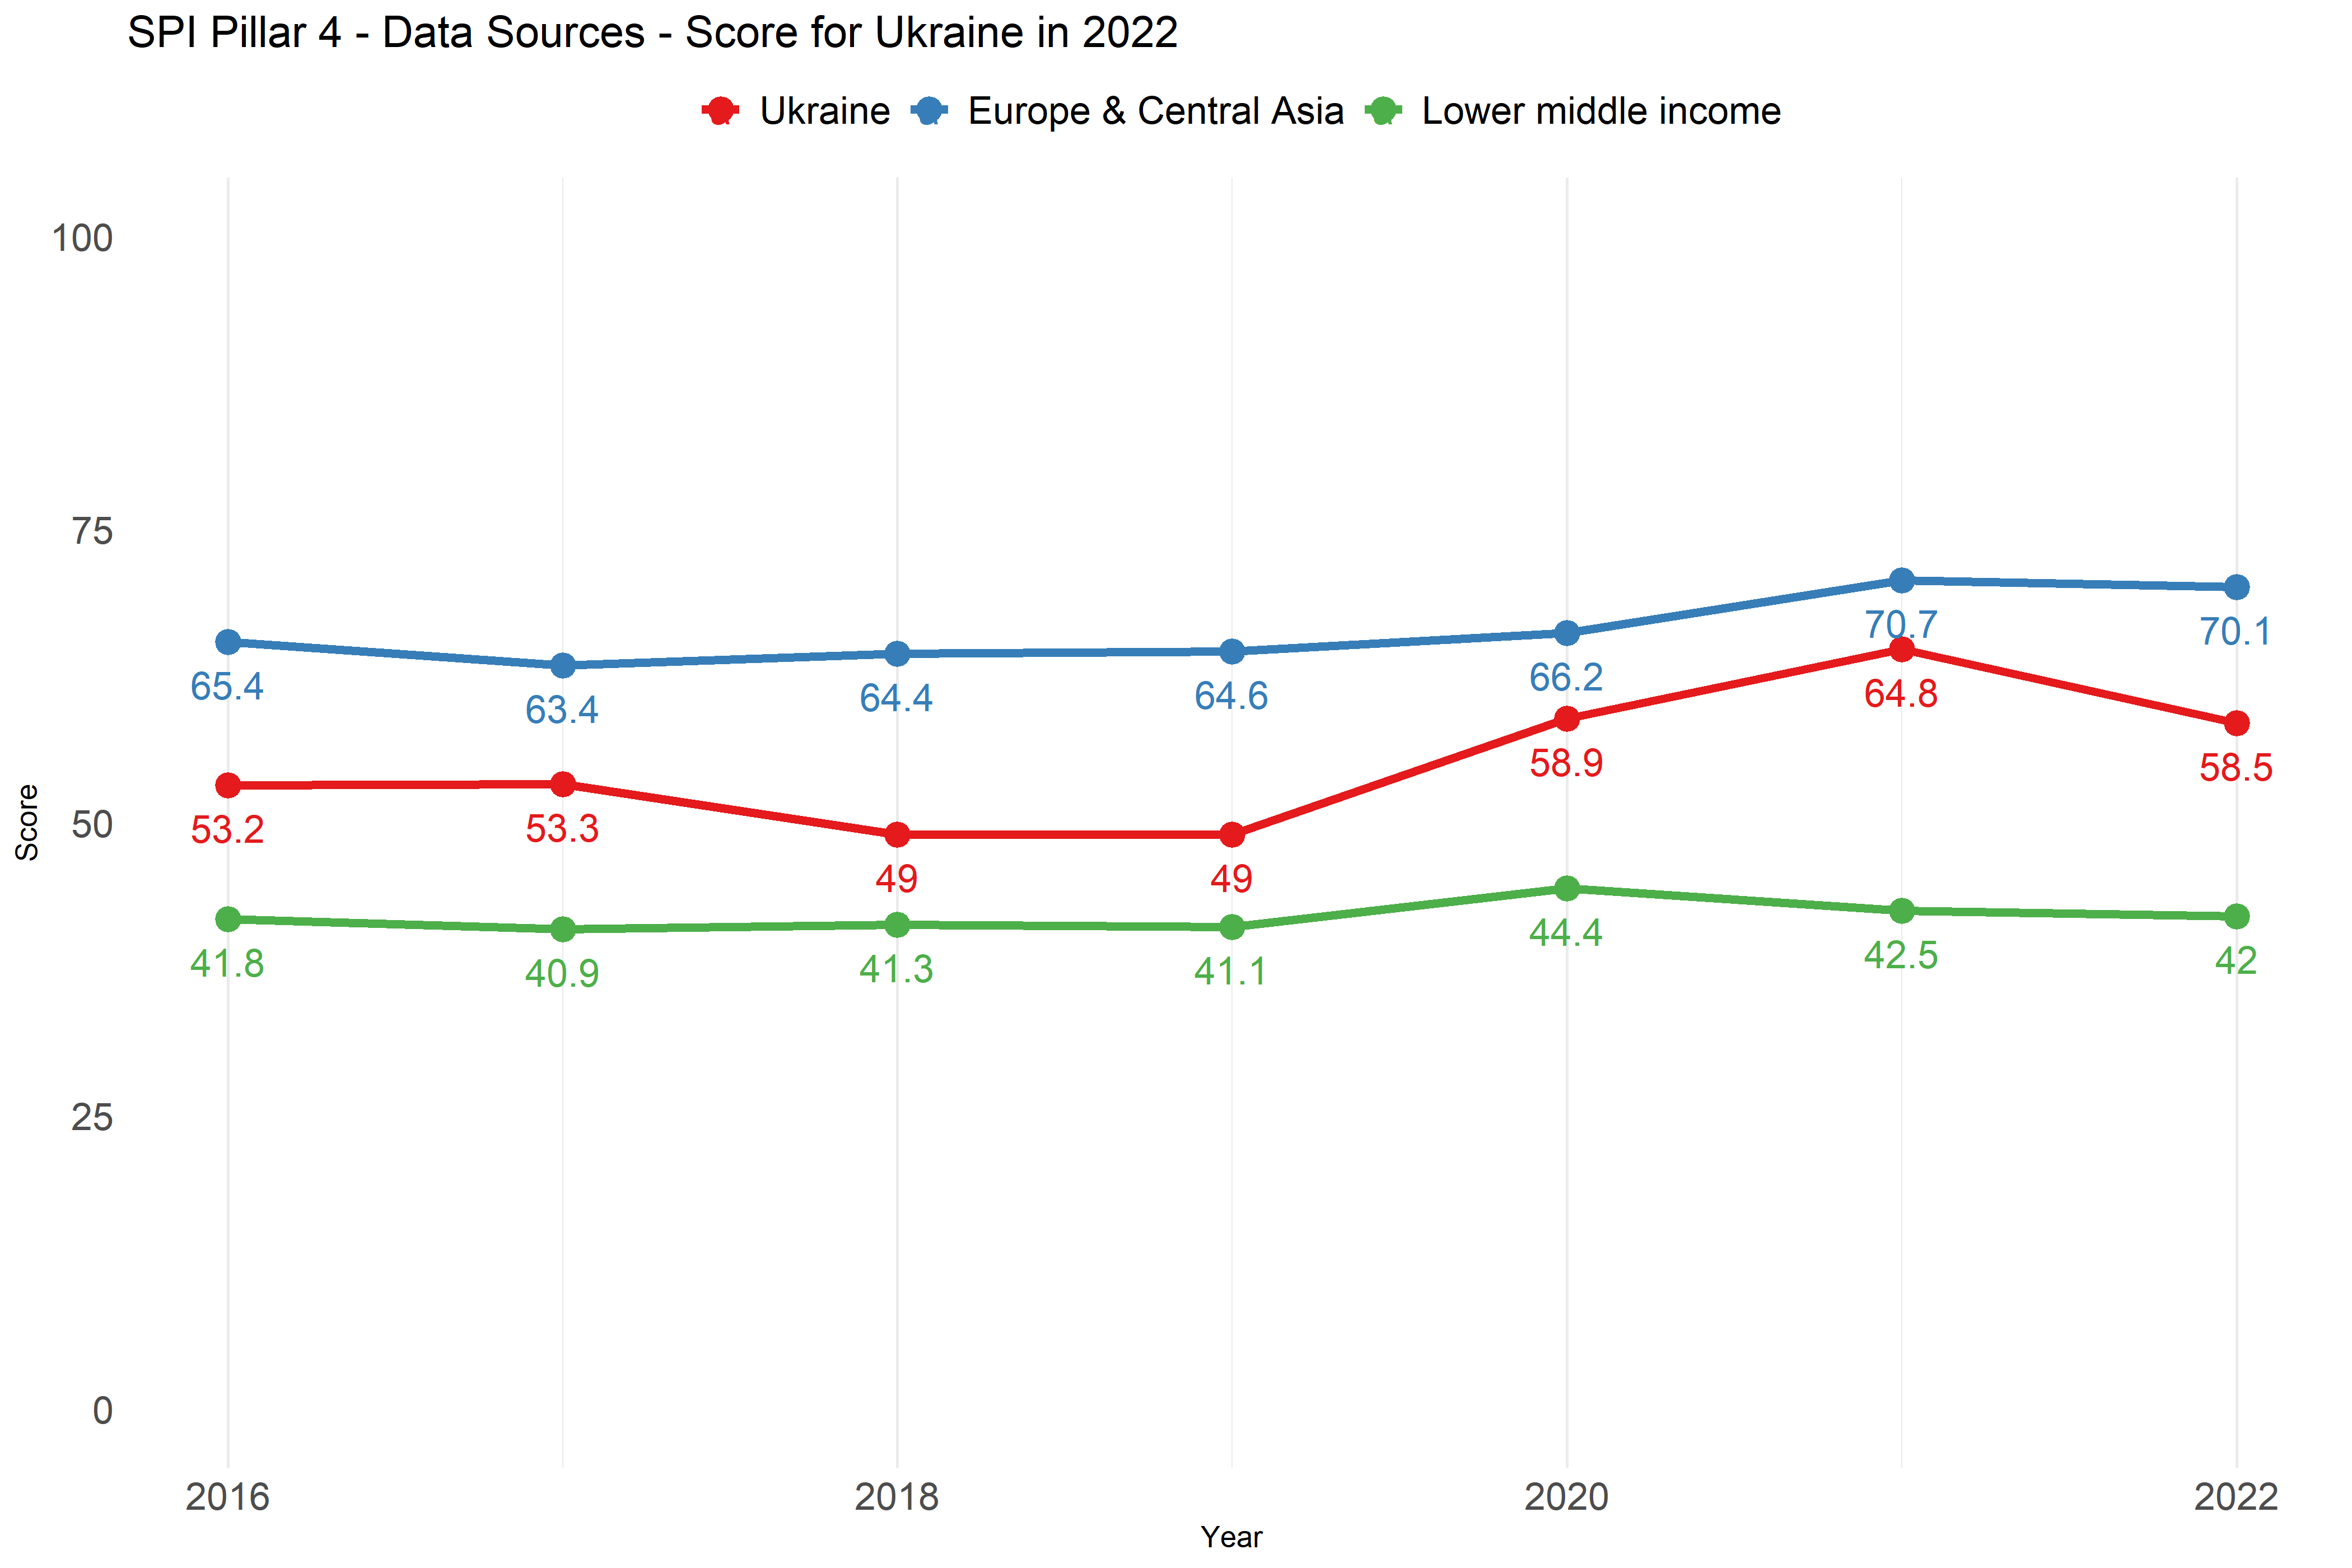 SPI Pillar 4 - Data Sources - Score for Ukraine in 2022
Ukraine Europe & Central Asia Lower middle income
100
75
50
25
0
Score
65.4 63.4 64.4 64.6 66.2 70.7 70.1
53.2 53.3 49 49 58.9 64.8 58.5
41.8 40.9 41.3 41.1 44.4 42.5 42
2016 2018 2020 2022
Year